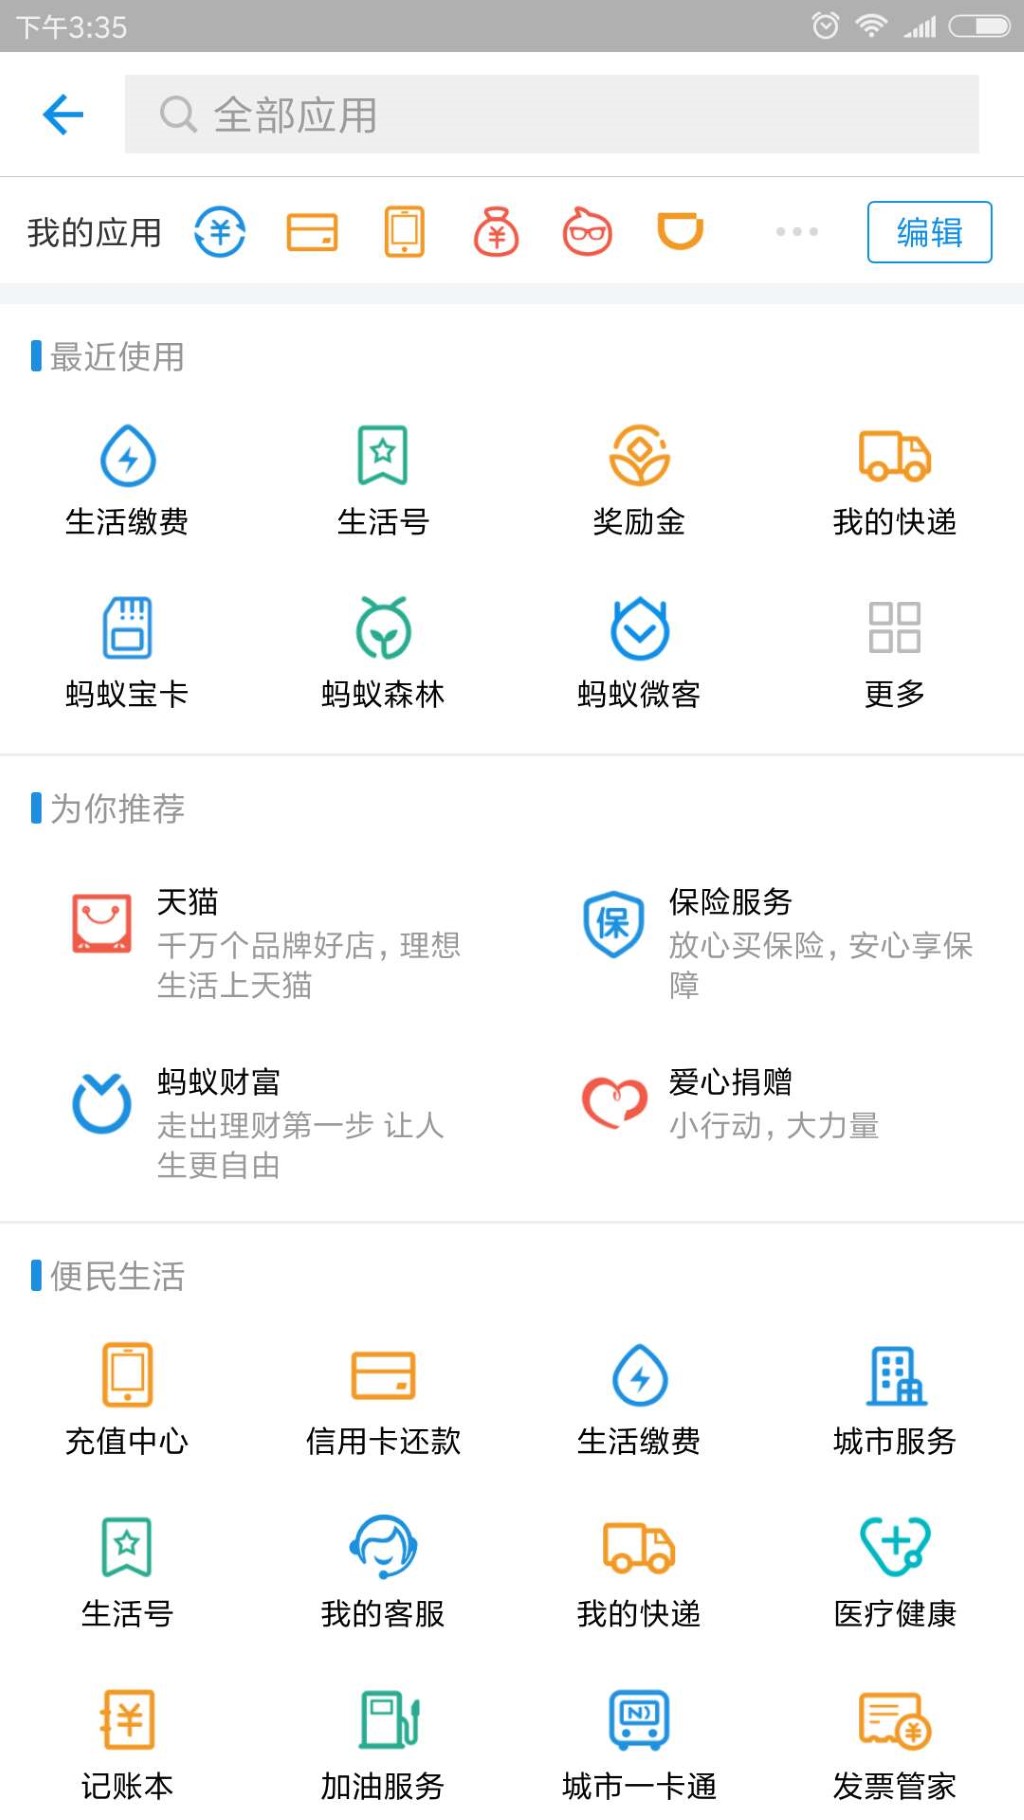 下午3:35
全部应用
我的应用 编辑
最近使用
生活缴费 生活号 奖励金 我的快递
蚂蚁宝卡 蚂蚁森林 蚂蚁微客 更多
为你推荐
天猫
千万个品牌好店，理想
生活上天猫
保
保险服务
放心买保险，安心享保
障
蚂蚁财富
走出理财第一步 让人
生更自由
爱心捐赠
小行动，大力量
便民生活
充值中心 信用卡还款 生活缴费 城市服务
生活号 我的客服 我的快递 医疗健康
记账本 加油服务 城市一卡通 发票管家